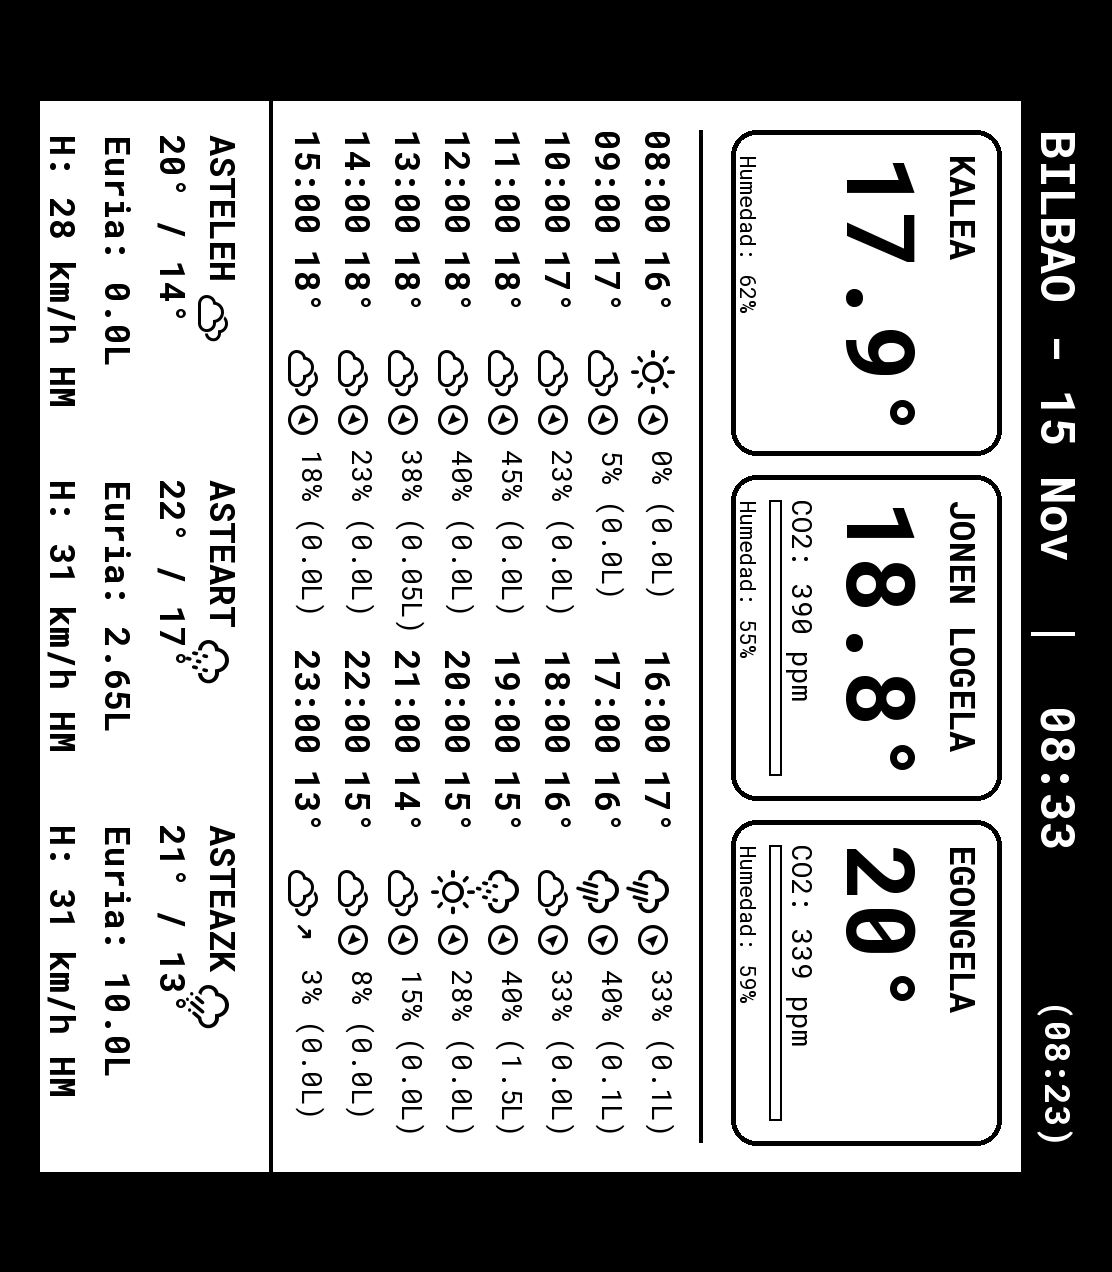 BILBAO - 15 Nov | 08:33 (08:23)
KALEA
17.9°
Humedad: 62%
JONEN LOGELA
18.8°
CO2: 390 ppm
Humedad: 55%
EGONGELA
20°
CO2: 339 ppm
Humedad: 59%
08:00 16° 0% (0.0L)
09:00 17° 5% (0.0L)
10:00 17° 23% (0.0L)
11:00 18° 45% (0.0L)
12:00 18° 40% (0.0L)
13:00 18° 38% (0.05L)
14:00 18° 23% (0.0L)
15:00 18° 18% (0.0L)
16:00 17° 33% (0.1L)
17:00 16° 40% (0.1L)
18:00 16° 33% (0.0L)
19:00 15° 40% (1.5L)
20:00 15° 28% (0.0L)
21:00 14° 15% (0.0L)
22:00 15° 8% (0.0L)
23:00 13° 3% (0.0L)
ASTELEH
20° / 14°
Euria: 0.0L
H: 28 km/h HM
ASTEART
22° / 17°
Euria: 2.65L
H: 31 km/h HM
ASTEAZK
21° / 13°
Euria: 10.0L
H: 31 km/h HM